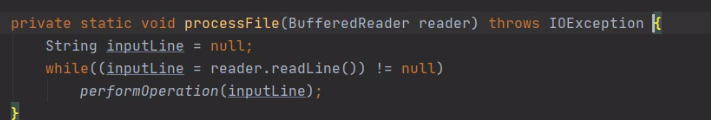 private static void processFile(BufferedReader reader) throws IOException {
    String inputLine = null;
    while((inputLine = reader.readLine()) != null)
        performOperation(inputLine);
}